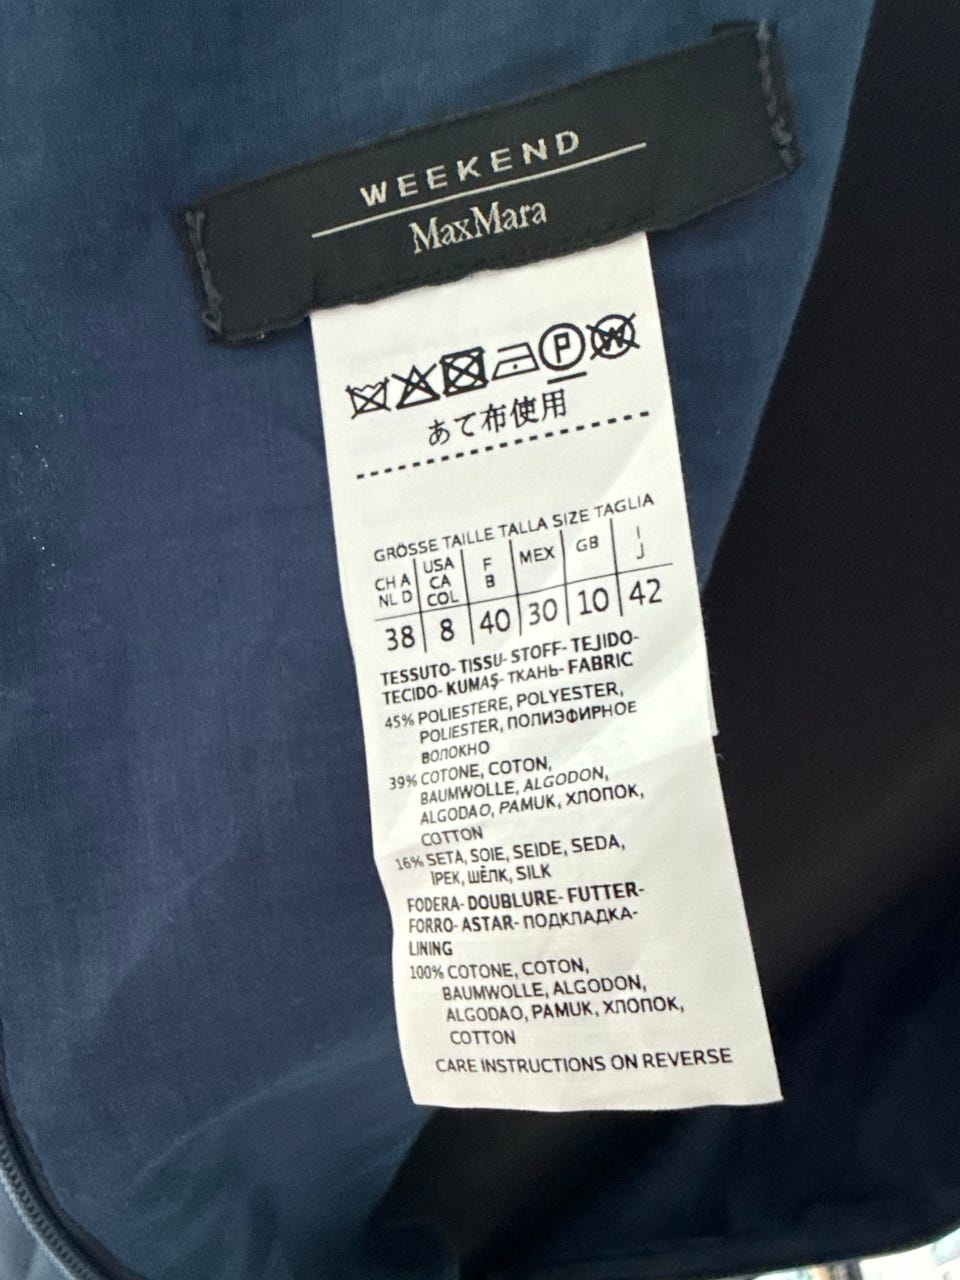 WEEKEND
MaxMara
P W
あて布使用
GRÖSSE TAILLE TALLA SIZE TAGLIA
CH A NL D USA CA COL F B MEX GB I J
38 8 40 30 10 42
TESSUTO- TISSU- STOFF- TEJIDO-
TECIDO- KUMAŞ- ТКАНЬ- FABRIC
45% POLIESTERE, POLYESTER,
POLIESTER, ПОЛИЭФИРНОЕ
ВОЛОКНО
39% COTONE, COTON,
BAUMWOLLE, ALGODON,
ALGODAO, PAMUK, ХЛОПОК,
COTTON
16% SETA, SOIE, SEIDE, SEDA,
IPEK, ШЁЛК, SILK
FODERA- DOUBLURE- FUTTER-
FORRO- ASTAR- ПОДКЛАДКА-
LINING
100% COTONE, COTON,
BAUMWOLLE, ALGODON,
ALGODAO, PAMUK, ХЛОПОК,
COTTON
CARE INSTRUCTIONS ON REVERSE